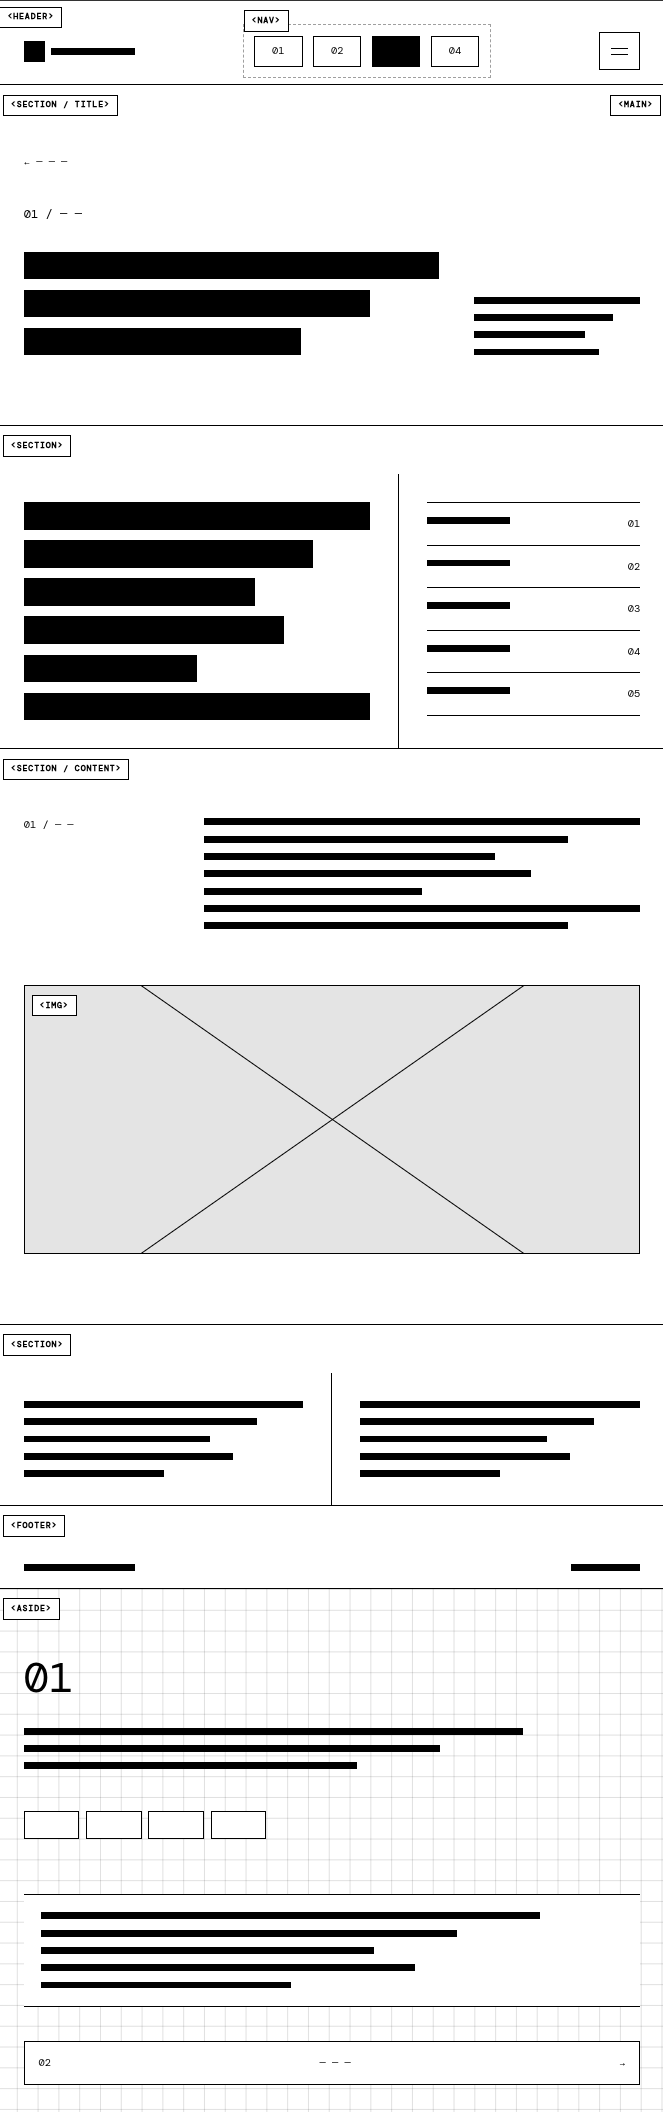 <HEADER>
<NAV>
01 02 04
<SECTION / TITLE>
<MAIN>
← — — —
01 / — —
<SECTION>
01
02
03
04
05
<SECTION / CONTENT>
01 / — —
<IMG>
<SECTION>
<FOOTER>
<ASIDE>
01
02 — — — →